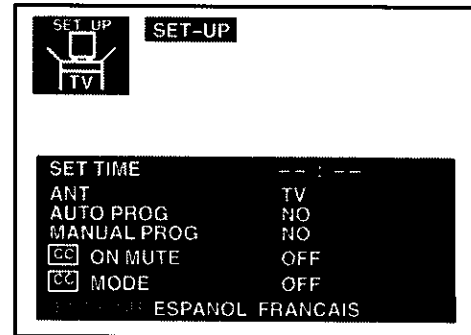 SET UP
SET-UP
TV
SET TIME -- : --
ANT TV
AUTO PROG NO
MANUAL PROG NO
CC ON MUTE OFF
CC MODE OFF
ESPANOL FRANCAIS